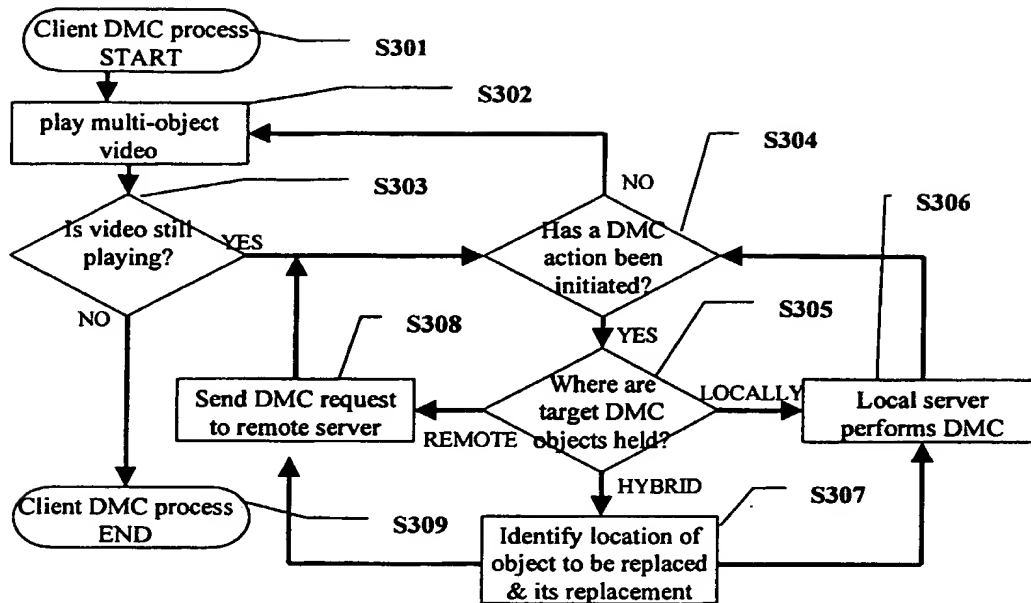 Client DMC process
START
S301
S302
play multi-object
video
S303
S304
NO
S306
Is video still
playing?
YES
Has a DMC
action been
initiated?
NO
S308
YES
S305
Send DMC request
to remote server
REMOTE
Where are
target DMC
objects held?
LOCALLY
Local server
performs DMC
HYBRID
S307
Client DMC process
END
S309
Identify location of
object to be replaced
& its replacement